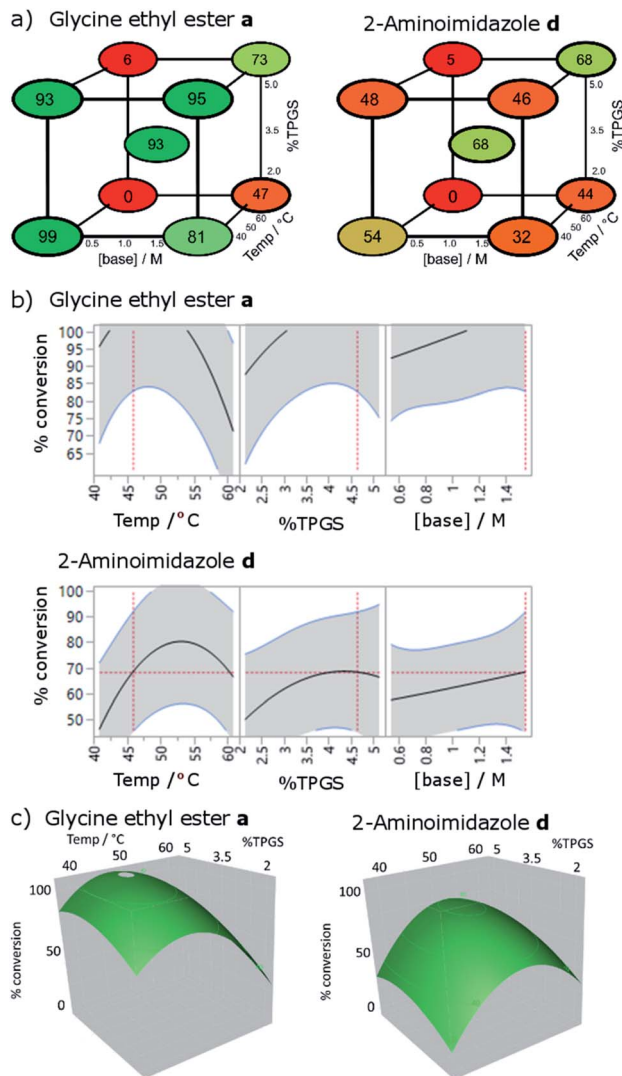 a) Glycine ethyl ester a 2-Aminoimidazole d
6 73 5 68
93 95 5.0 48 46 5.0
93 3.5 %TPGS 68 3.5 %TPGS
2.0 2.0
0 47 0 44
60 60
99 0.5 1.0 1.5 81 40 50 Temp / °C 54 0.5 1.0 1.5 32 40 50 Temp / °C
[base] / M [base] / M
b) Glycine ethyl ester a
100
95
90
85
80
75
70
65
% conversion
40 45 50 55 60 2 2.5 3 3.5 4 4.5 5 0.6 0.8 1 1.2 1.4
Temp / °C %TPGS [base] / M
2-Aminoimidazole d
100
90
80
70
60
50
% conversion
40 45 50 55 60 2 2.5 3 3.5 4 4.5 5 0.6 0.8 1 1.2 1.4
Temp / °C %TPGS [base] / M
c) Glycine ethyl ester a 2-Aminoimidazole d
Temp / °C %TPGS %TPGS
40 50 60 5 3.5 2 40 50 60 5 3.5 2
100 100
50 50
0 0
% conversion % conversion